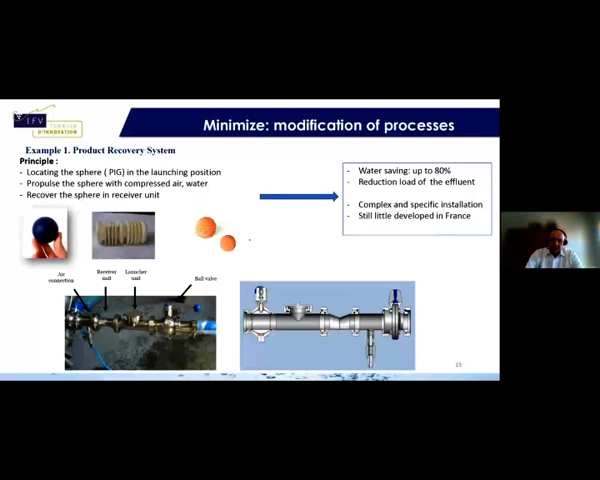 IFV
TERROIR
D'INNOVATION
Minimize: modification of processes
Example 1. Product Recovery System
Principle :
- Locating the sphere ( PIG) in the launching position
- Propulse the sphere with compressed air, water
- Recover the sphere in receiver unit
- Water saving: up to 80%
- Reduction load of the effluent
- Complex and specific installation
- Still little developed in France
Air connection
Receiver unit
Launcher unit
Ball valve
15